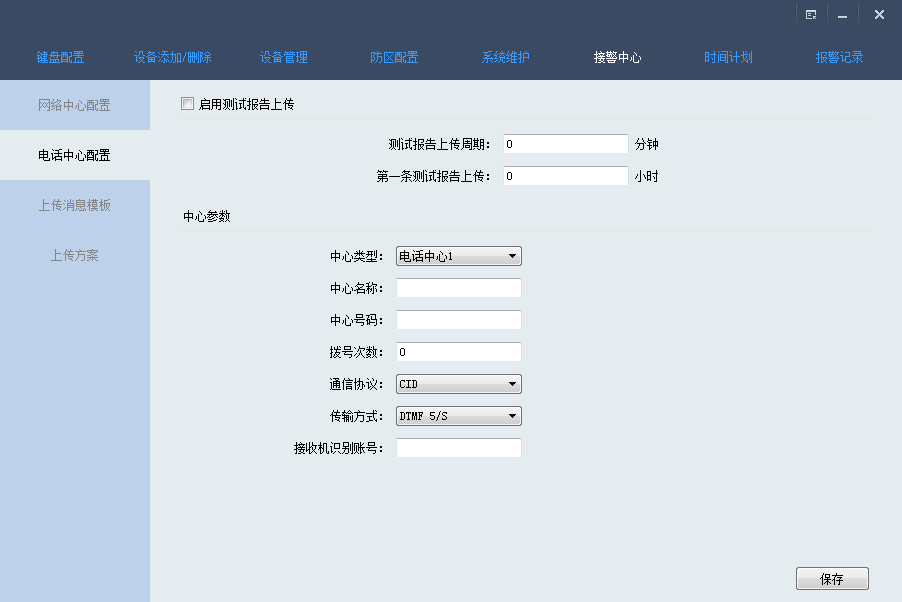 键盘配置 设备添加/删除 设备管理 防区配置 系统维护 接警中心 时间计划 报警记录
网络中心配置
电话中心配置
上传消息模板
上传方案
启用测试报告上传
测试报告上传周期: 0 分钟
第一条测试报告上传: 0 小时
中心参数
中心类型: 电话中心1
中心名称:
中心号码:
拨号次数: 0
通信协议: CID
传输方式: DTMF 5/S
接收机识别账号:
保存